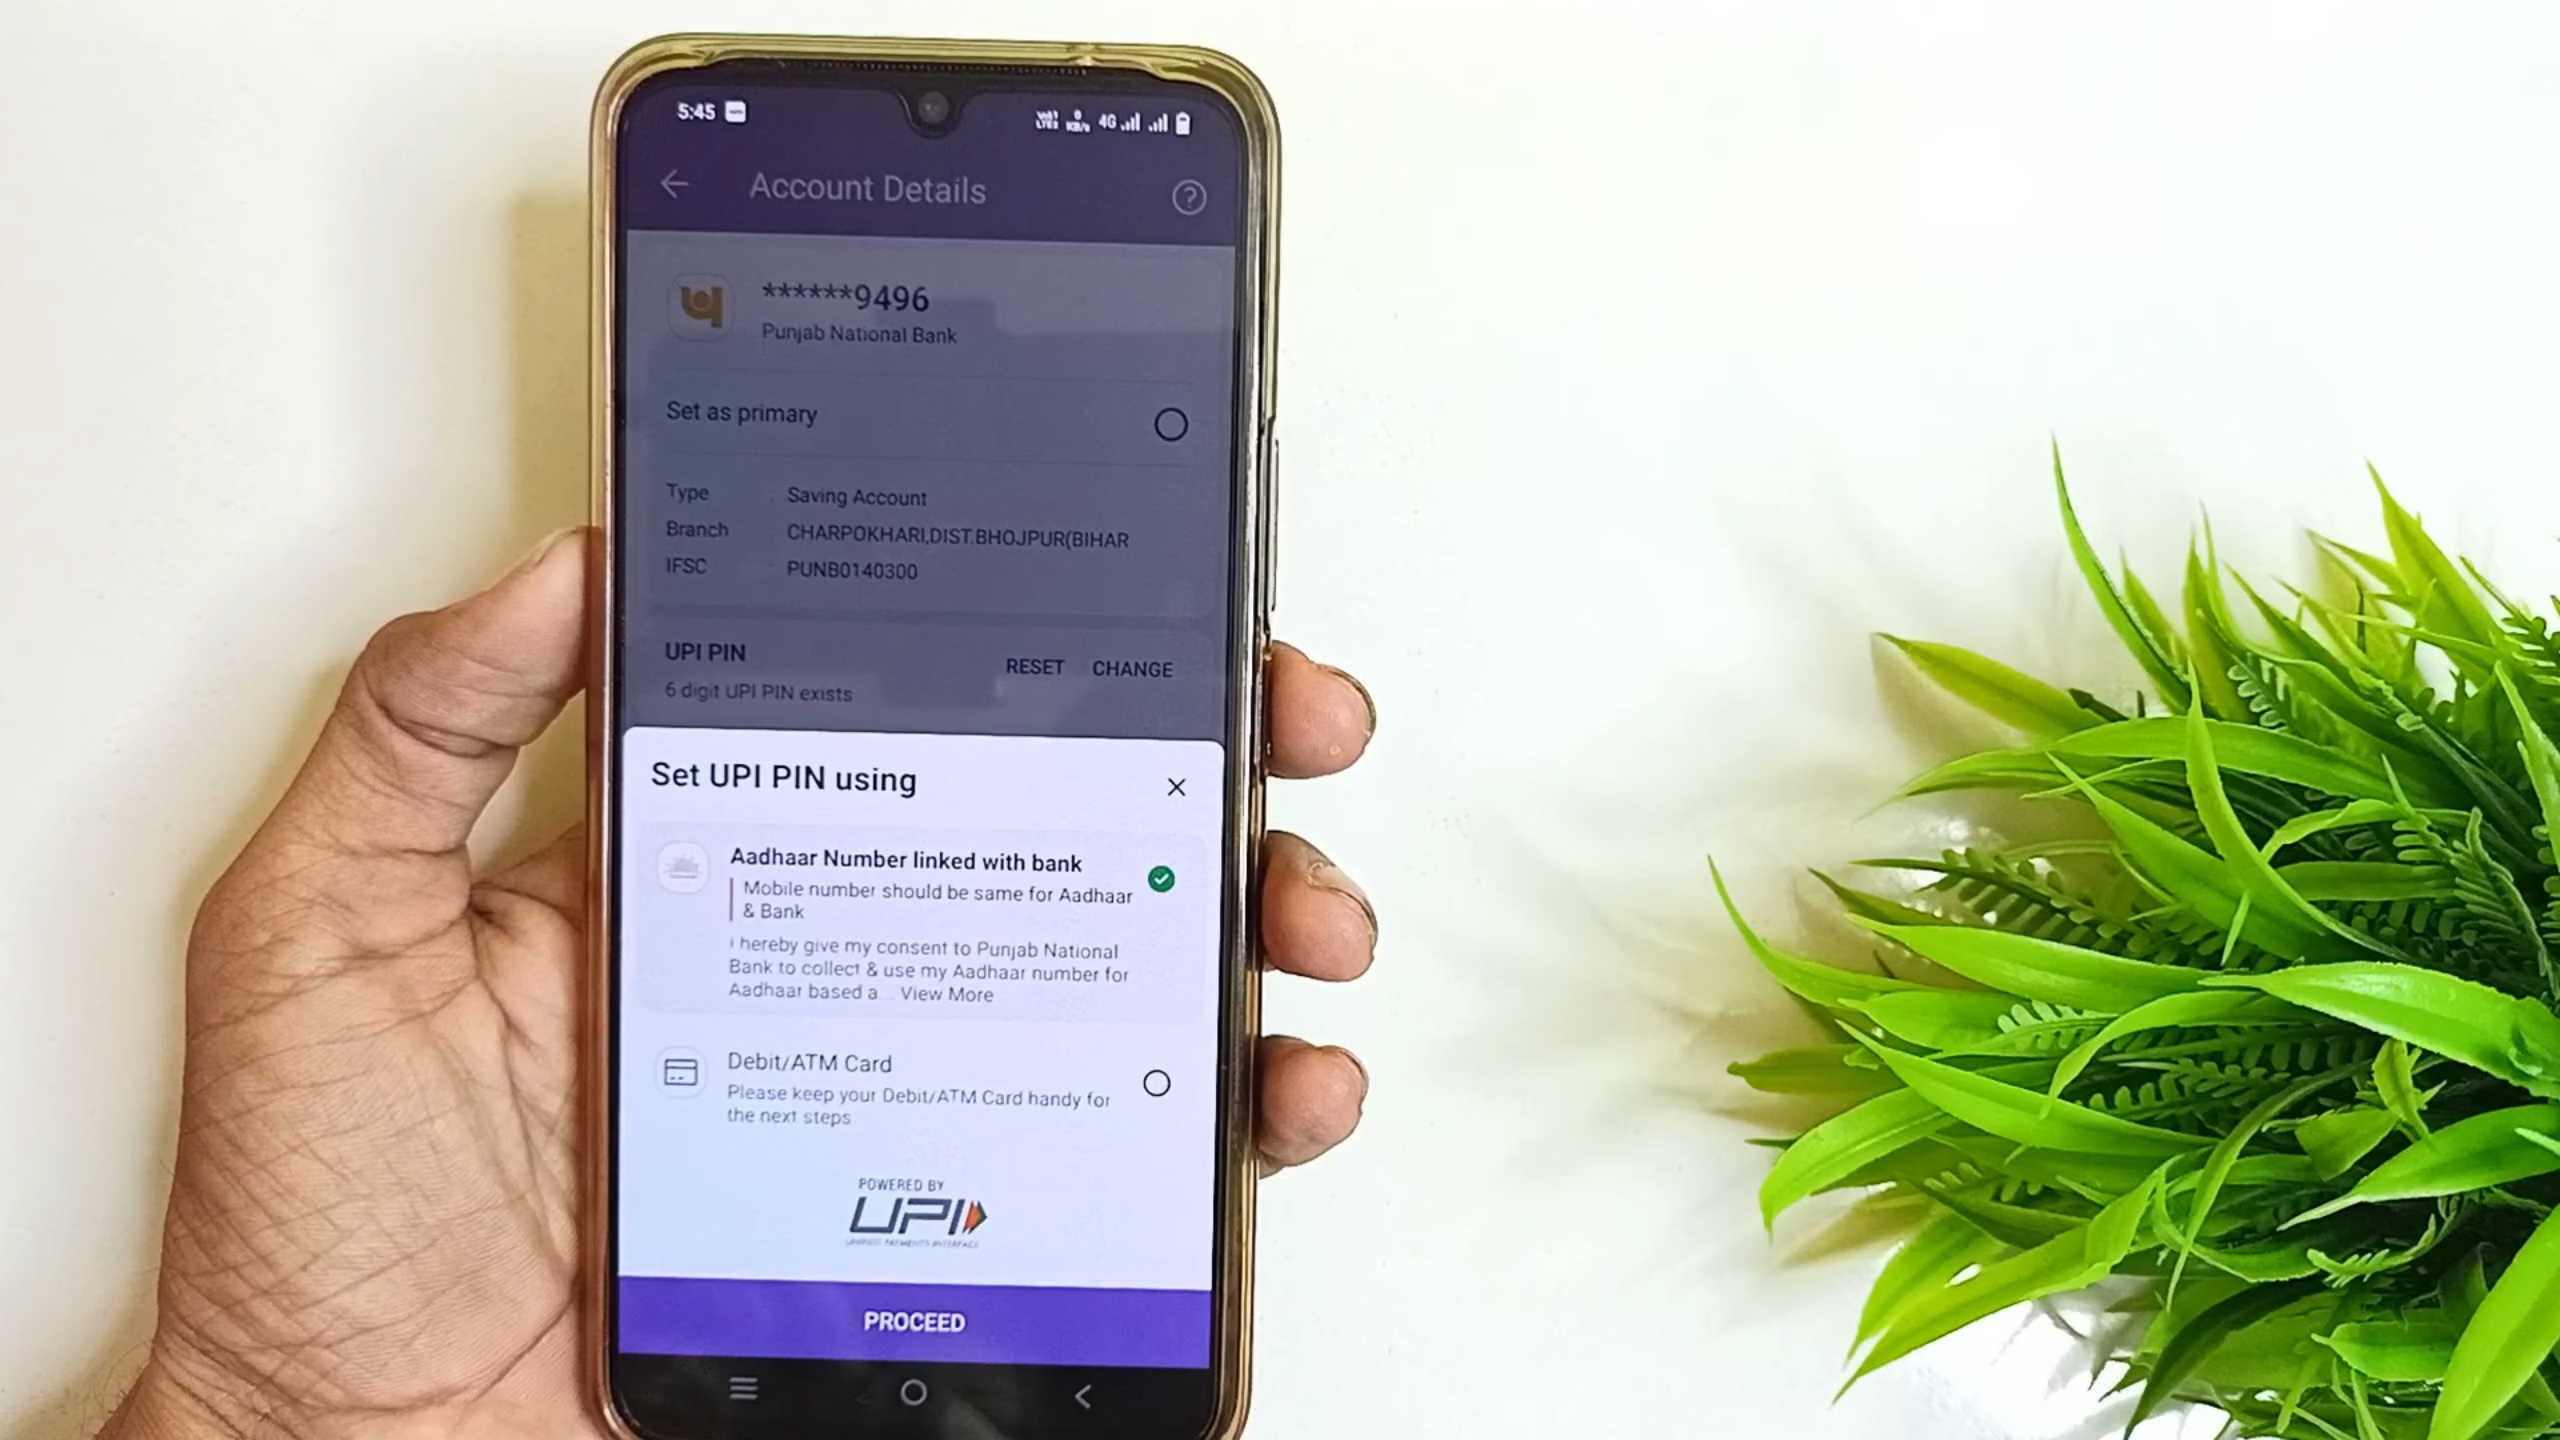 5:45
4G
Account Details
******9496
Punjab National Bank
Set as primary
Type : Saving Account
Branch : CHARPOKHARI,DIST.BHOJPUR(BIHAR
IFSC : PUNB0140300
UPI PIN
RESET CHANGE
6 digit UPI PIN exists
Set UPI PIN using
Aadhaar Number linked with bank
Mobile number should be same for Aadhaar
& Bank
I hereby give my consent to Punjab National
Bank to collect & use my Aadhaar number for
Aadhaar based a... View More
Debit/ATM Card
Please keep your Debit/ATM Card handy for
the next steps
POWERED BY
UPI
UNIFIED PAYMENTS INTERFACE
PROCEED